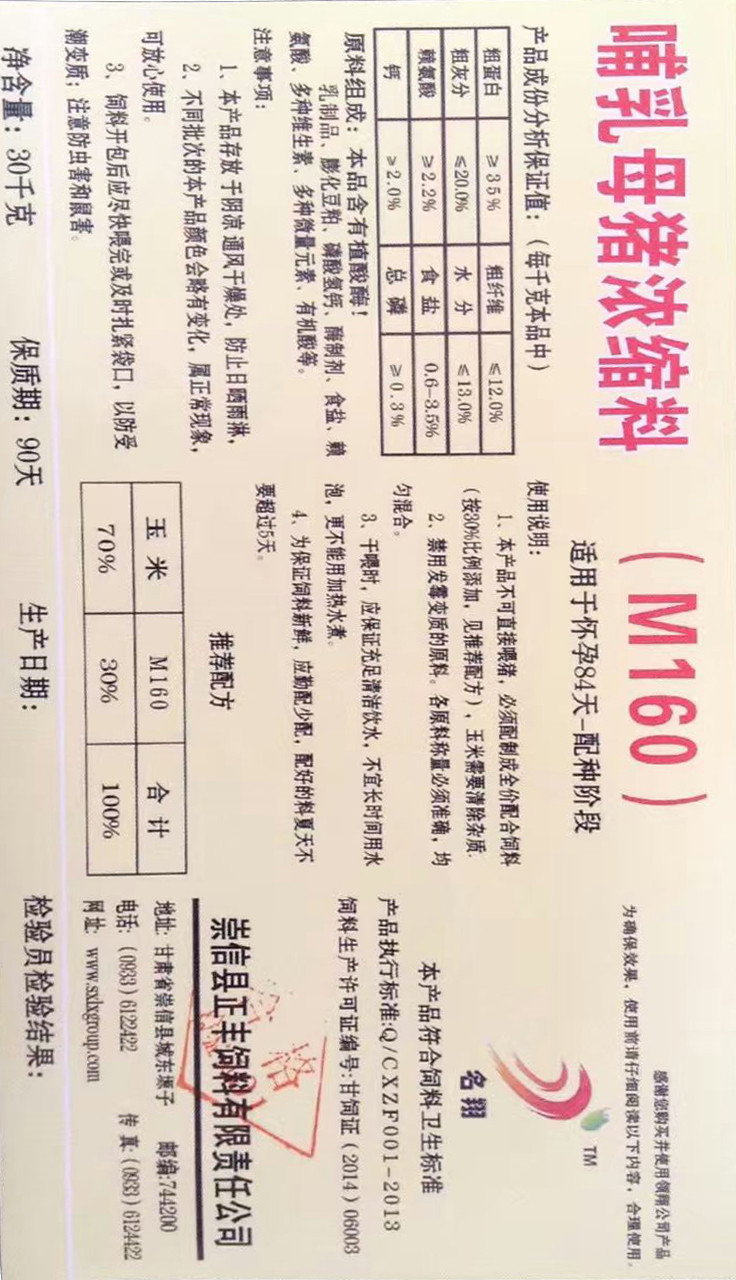 哺乳母猪浓缩料
（M160）
适用于怀孕84天-配种阶段
感谢您购买并使用领翔公司产品
为确保效果，使用前请仔细阅读以下内容，合理使用。
产品成份分析保证值：（每千克本品中）
粗蛋白 ≥35% 粗纤维 ≤12.0%
粗灰分 ≤20.0% 水分 ≤13.0%
赖氨酸 ≥2.2% 食盐 0.6-3.5%
钙 ≥2.0% 总磷 ≥0.3%
原料组成：本品含有植酸酶！
乳制品、膨化豆粕、磷酸氢钙、酶制剂、食盐、赖
氨酸、多种维生素、多种微量元素、有机酸等。
注意事项：
1、本产品存放于阴凉通风干燥处，防止日晒雨淋，
2、不同批次的本产品颜色会略有变化，属正常现象，
可放心使用。
3、饲料开包后应尽快喂完或及时扎紧袋口，以防受
潮变质；注意防虫害和鼠害。
使用说明：
1、本产品不可直接喂猪，必须配制成全价配合饲料
（按30%比例添加，见推荐配方），玉米需要清除杂质.
2、禁用发霉变质的原料。各原料称量必须准确，均
匀混合。
3、干喂时，应保证充足清洁饮水，不宜长时间用水
泡，更不能用加热水煮。
4、为保证饲料新鲜，应勤配少配，配好的料夏天不
要超过5天。
推荐配方
玉米 M160 合计
70% 30% 100%
TM
名翔
本产品符合饲料卫生标准
产品执行标准:Q/CXZF001-2013
饲料生产许可证编号:甘饲证（2014）06003
合格
崇信县正丰饲料有限责任公司
地址: 甘肃省崇信县城东塬子 邮编:744200
电话:（0933）6122422 传真:（0933）6124422
网址: www.sxlxgroup.com
净含量：30千克 保质期：90天 生产日期： 检验员检验结果：